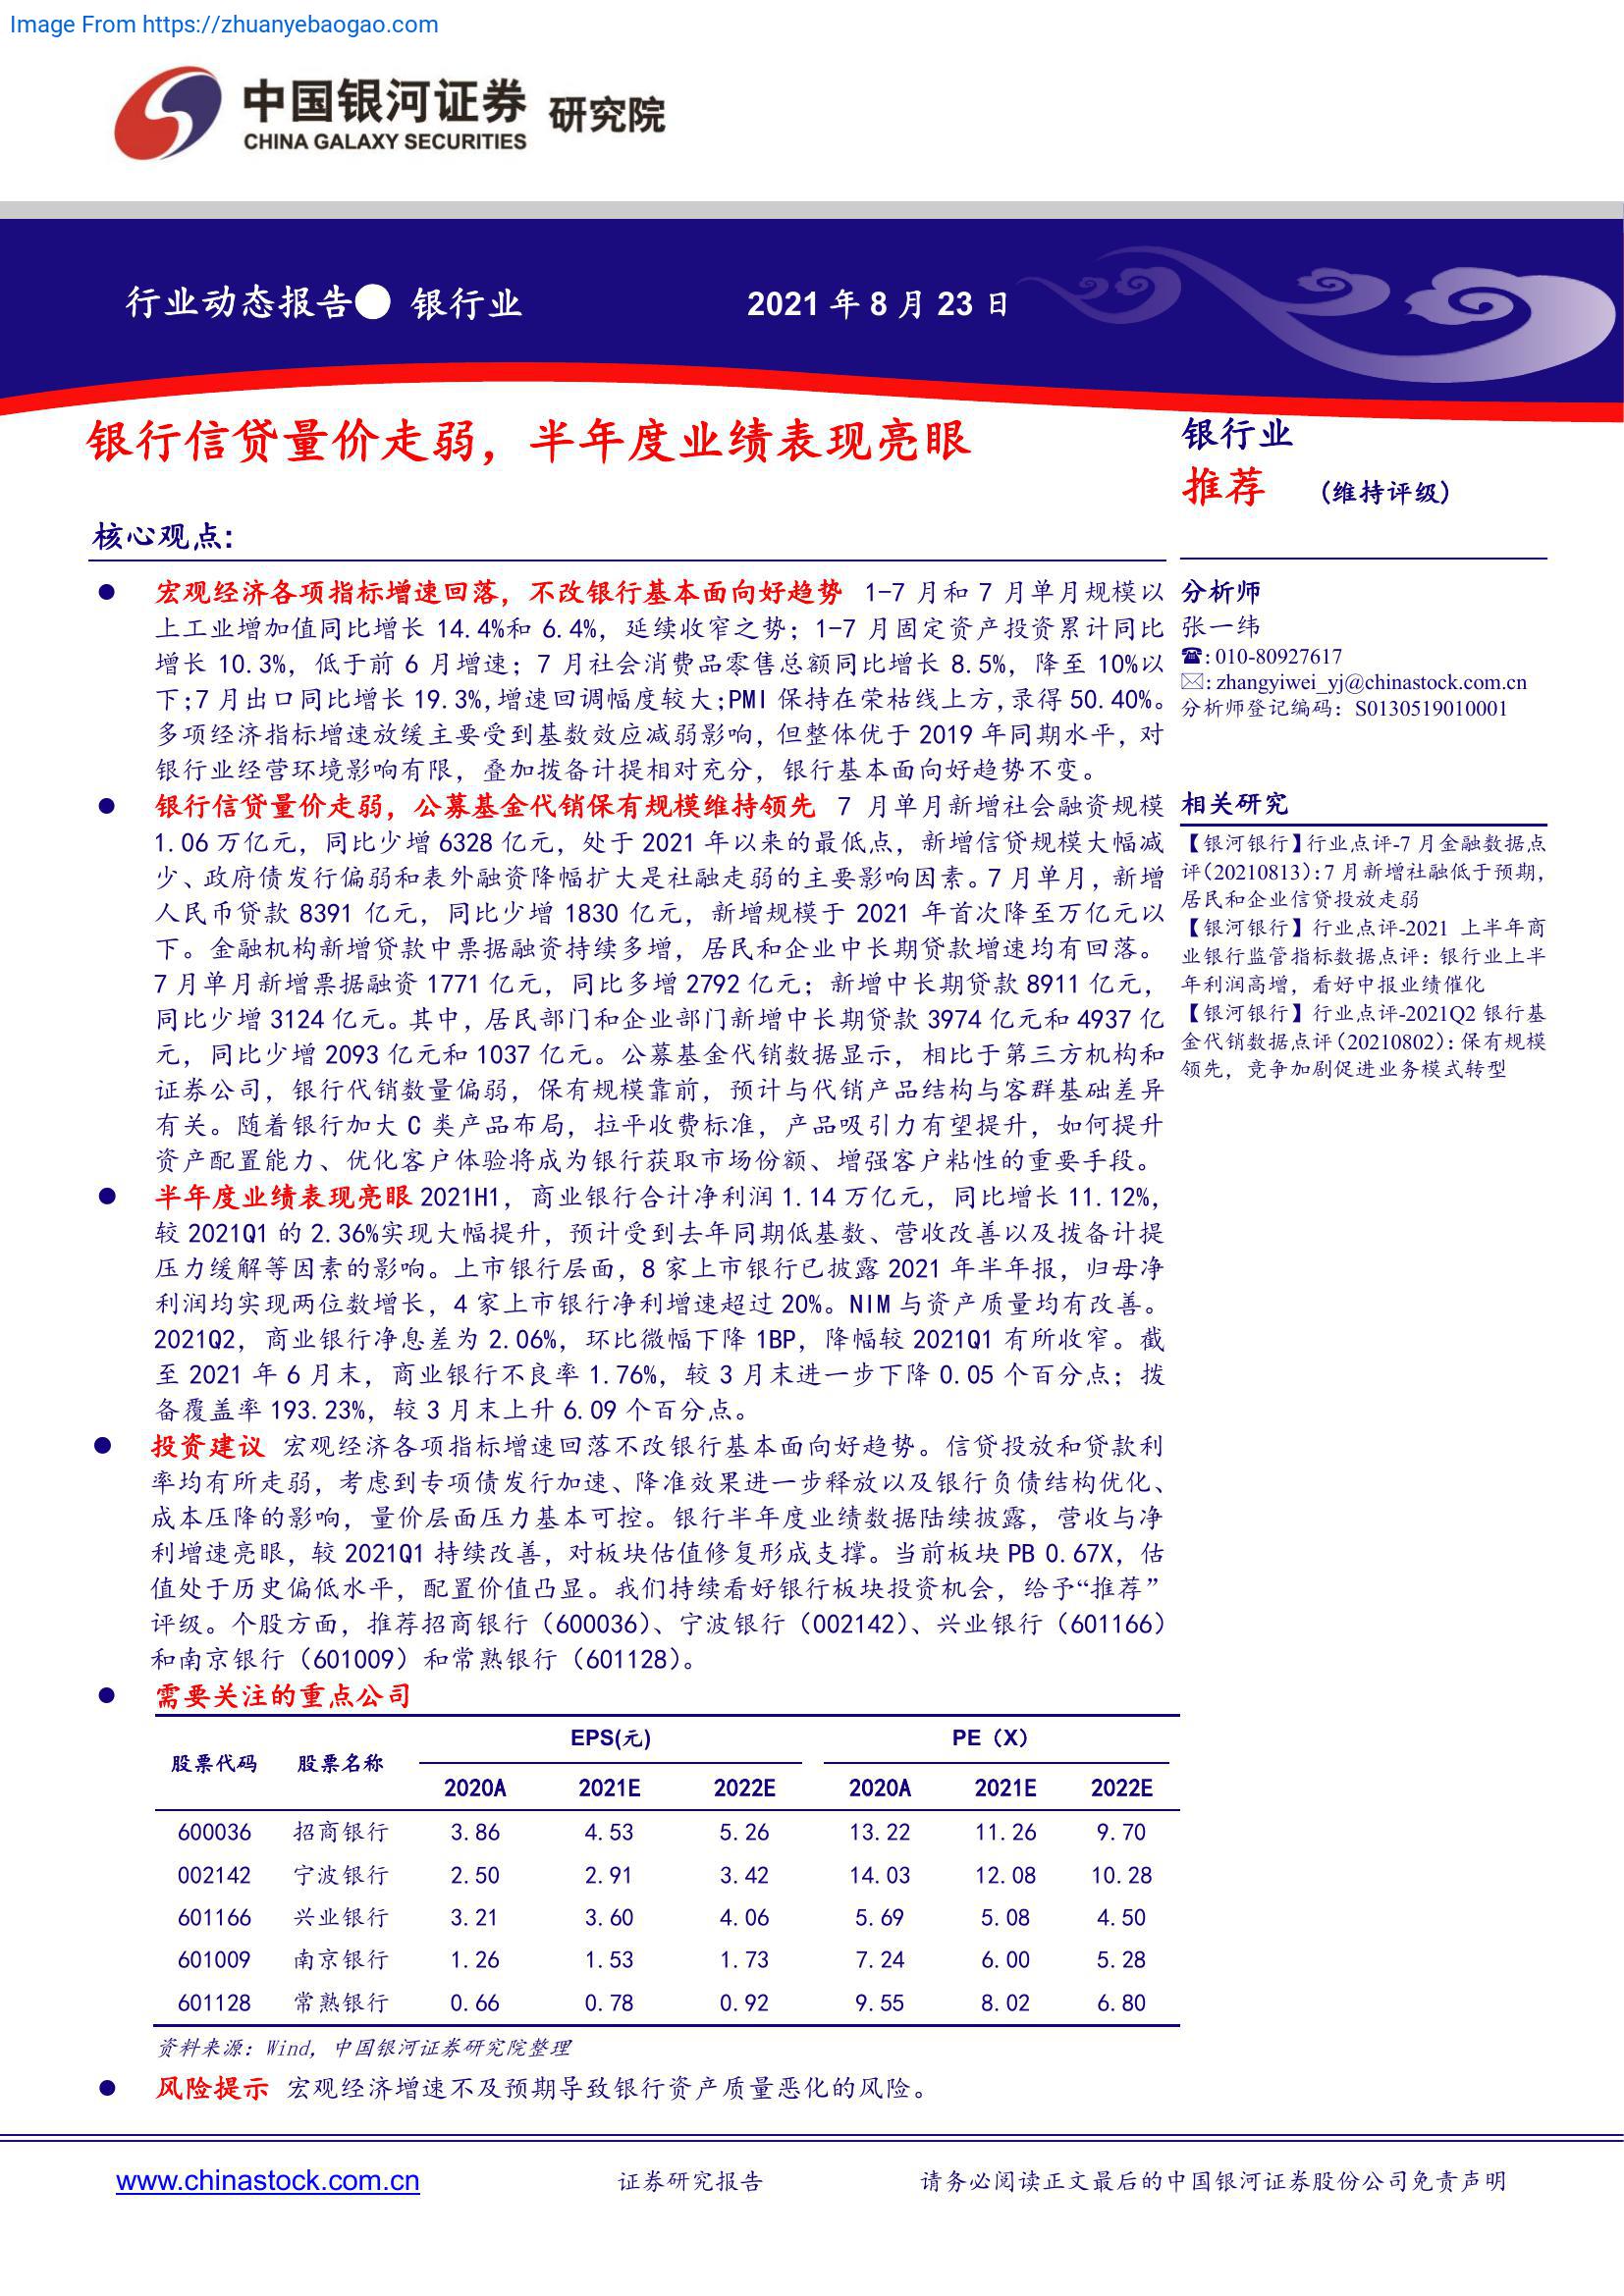 Image From https://zhuanyebaogao.com
中国银河证券 研究院
CHINA GALAXY SECURITIES
行业动态报告● 银行业 2021 年 8 月 23 日
银行信贷量价走弱，半年度业绩表现亮眼
核心观点:
● 宏观经济各项指标增速回落，不改银行基本面向好趋势 1-7 月和 7 月单月规模以
上工业增加值同比增长 14.4%和 6.4%，延续收窄之势；1-7 月固定资产投资累计同比
增长 10.3%，低于前 6 月增速；7 月社会消费品零售总额同比增长 8.5%，降至 10%以
下;7 月出口同比增长 19.3%,增速回调幅度较大;PMI 保持在荣枯线上方,录得 50.40%。
多项经济指标增速放缓主要受到基数效应减弱影响，但整体优于 2019 年同期水平，对
银行业经营环境影响有限，叠加拨备计提相对充分，银行基本面向好趋势不变。
● 银行信贷量价走弱，公募基金代销保有规模维持领先 7 月单月新增社会融资规模
1.06 万亿元，同比少增 6328 亿元，处于 2021 年以来的最低点，新增信贷规模大幅减
少、政府债发行偏弱和表外融资降幅扩大是社融走弱的主要影响因素。7 月单月，新增
人民币贷款 8391 亿元，同比少增 1830 亿元，新增规模于 2021 年首次降至万亿元以
下。金融机构新增贷款中票据融资持续多增，居民和企业中长期贷款增速均有回落。
7 月单月新增票据融资 1771 亿元，同比多增 2792 亿元；新增中长期贷款 8911 亿元，
同比少增 3124 亿元。其中，居民部门和企业部门新增中长期贷款 3974 亿元和 4937 亿
元，同比少增 2093 亿元和 1037 亿元。公募基金代销数据显示，相比于第三方机构和
证券公司，银行代销数量偏弱，保有规模靠前，预计与代销产品结构与客群基础差异
有关。随着银行加大 C 类产品布局，拉平收费标准，产品吸引力有望提升，如何提升
资产配置能力、优化客户体验将成为银行获取市场份额、增强客户粘性的重要手段。
● 半年度业绩表现亮眼 2021H1，商业银行合计净利润 1.14 万亿元，同比增长 11.12%，
较 2021Q1 的 2.36%实现大幅提升，预计受到去年同期低基数、营收改善以及拨备计提
压力缓解等因素的影响。上市银行层面，8 家上市银行已披露 2021 年半年报，归母净
利润均实现两位数增长，4 家上市银行净利增速超过 20%。NIM 与资产质量均有改善。
2021Q2，商业银行净息差为 2.06%，环比微幅下降 1BP，降幅较 2021Q1 有所收窄。截
至 2021 年 6 月末，商业银行不良率 1.76%，较 3 月末进一步下降 0.05 个百分点；拨
备覆盖率 193.23%，较 3 月末上升 6.09 个百分点。
● 投资建议 宏观经济各项指标增速回落不改银行基本面向好趋势。信贷投放和贷款利
率均有所走弱，考虑到专项债发行加速、降准效果进一步释放以及银行负债结构优化、
成本压降的影响，量价层面压力基本可控。银行半年度业绩数据陆续披露，营收与净
利增速亮眼，较 2021Q1 持续改善，对板块估值修复形成支撑。当前板块 PB 0.67X，估
值处于历史偏低水平，配置价值凸显。我们持续看好银行板块投资机会，给予“推荐”
评级。个股方面，推荐招商银行（600036）、宁波银行（002142）、兴业银行（601166）
和南京银行（601009）和常熟银行（601128）。
● 需要关注的重点公司
股票代码 股票名称 EPS(元) PE（X）
2020A 2021E 2022E 2020A 2021E 2022E
600036 招商银行 3.86 4.53 5.26 13.22 11.26 9.70
002142 宁波银行 2.50 2.91 3.42 14.03 12.08 10.28
601166 兴业银行 3.21 3.60 4.06 5.69 5.08 4.50
601009 南京银行 1.26 1.53 1.73 7.24 6.00 5.28
601128 常熟银行 0.66 0.78 0.92 9.55 8.02 6.80
资料来源：Wind，中国银河证券研究院整理
● 风险提示 宏观经济增速不及预期导致银行资产质量恶化的风险。
银行业
推荐 (维持评级)
分析师
张一纬
☎: 010-80927617
✉: zhangyiwei_yj@chinastock.com.cn
分析师登记编码：S0130519010001
相关研究
【银河银行】行业点评-7 月金融数据点
评（20210813）：7 月新增社融低于预期，
居民和企业信贷投放走弱
【银河银行】行业点评-2021 上半年商
业银行监管指标数据点评：银行业上半
年利润高增，看好中报业绩催化
【银河银行】行业点评-2021Q2 银行基
金代销数据点评（20210802）：保有规模
领先，竞争加剧促进业务模式转型
www.chinastock.com.cn 证券研究报告 请务必阅读正文最后的中国银河证券股份公司免责声明